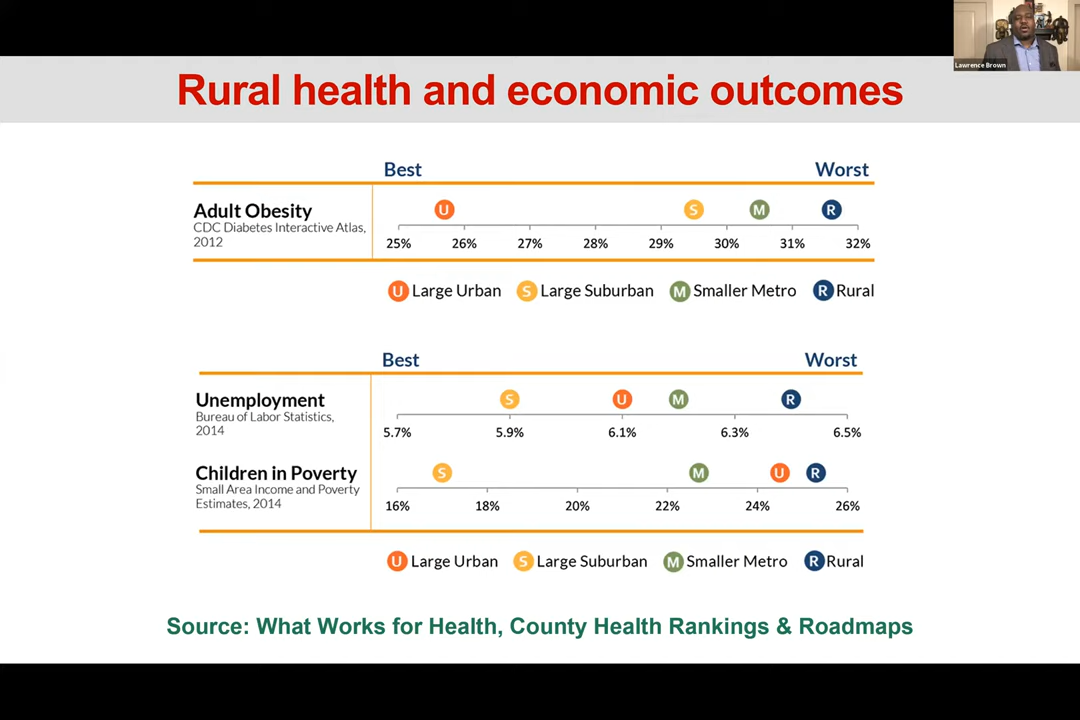 Lawrence Brown
Rural health and economic outcomes
Best Worst
Adult Obesity
CDC Diabetes Interactive Atlas,
2012
U S M R
25% 26% 27% 28% 29% 30% 31% 32%
U Large Urban S Large Suburban M Smaller Metro R Rural
Best Worst
Unemployment
Bureau of Labor Statistics,
2014
S U M R
5.7% 5.9% 6.1% 6.3% 6.5%
Children in Poverty
Small Area Income and Poverty
Estimates, 2014
S M U R
16% 18% 20% 22% 24% 26%
U Large Urban S Large Suburban M Smaller Metro R Rural
Source: What Works for Health, County Health Rankings & Roadmaps